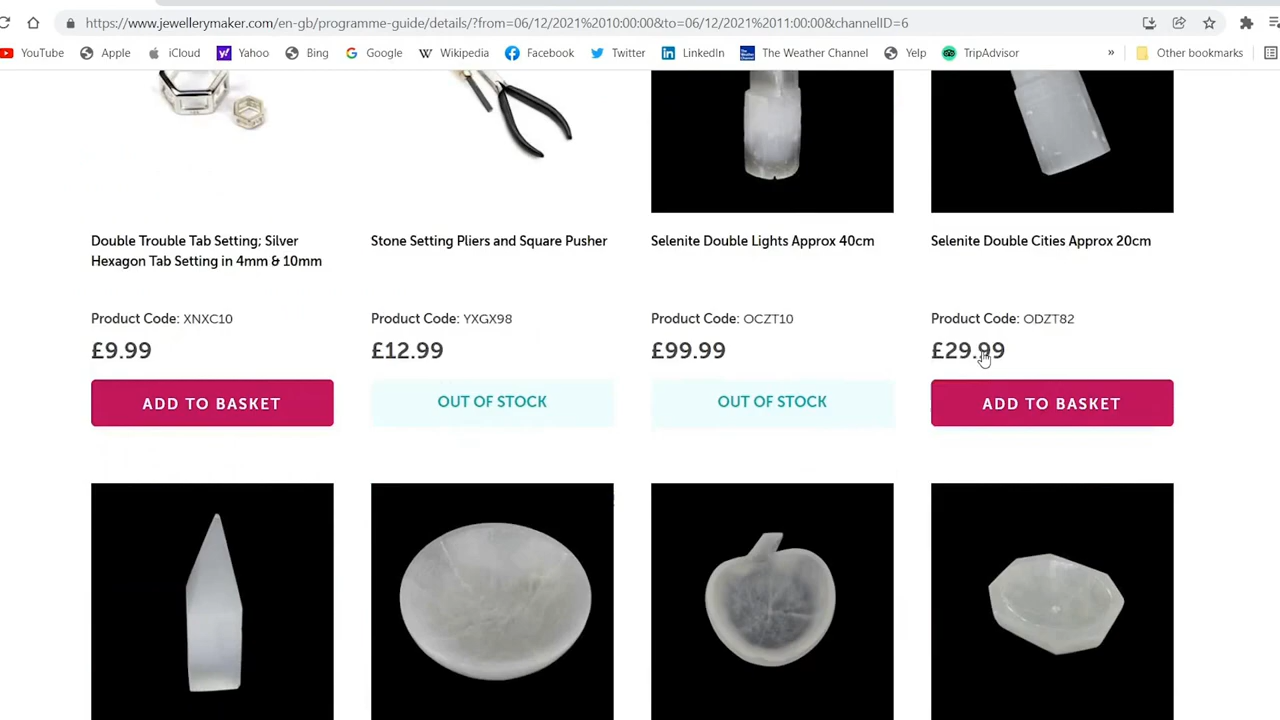 https://www.jewellerymaker.com/en-gb/programme-guide/details/?from=06/12/2021%2010:00:00&to=06/12/2021%2011:00:00&channelID=6
YouTube Apple iCloud Yahoo Bing Google Wikipedia Facebook Twitter LinkedIn The Weather Channel Yelp TripAdvisor » Other bookmarks
Double Trouble Tab Setting; Silver
Hexagon Tab Setting in 4mm & 10mm
Stone Setting Pliers and Square Pusher
Selenite Double Lights Approx 40cm
Selenite Double Cities Approx 20cm
Product Code: XNXC10
Product Code: YXGX98
Product Code: OCZT10
Product Code: ODZT82
£9.99
£12.99
£99.99
£29.99
ADD TO BASKET
OUT OF STOCK
OUT OF STOCK
ADD TO BASKET